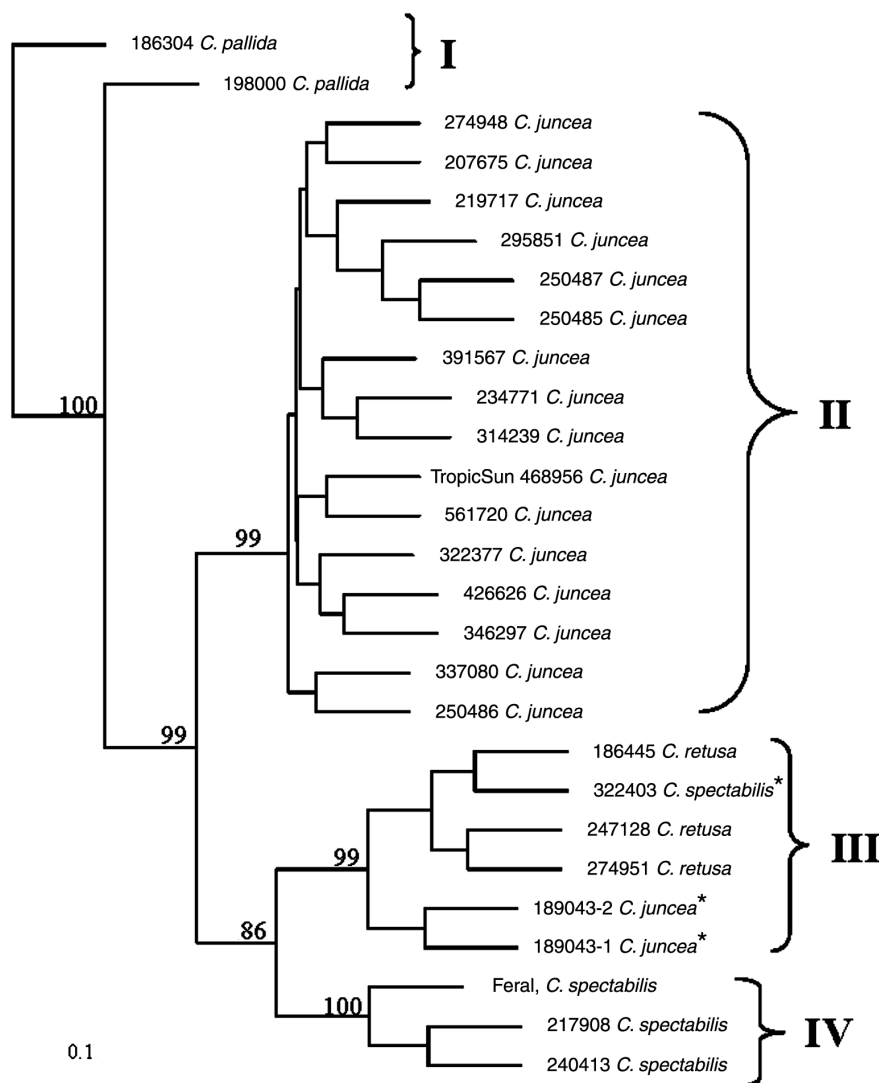 186304 C. pallida
I
198000 C. pallida
274948 C. juncea
207675 C. juncea
219717 C. juncea
295851 C. juncea
250487 C. juncea
250485 C. juncea
391567 C. juncea
100
234771 C. juncea
II
314239 C. juncea
TropicSun 468956 C. juncea
561720 C. juncea
99
322377 C. juncea
426626 C. juncea
346297 C. juncea
337080 C. juncea
250486 C. juncea
99
186445 C. retusa
322403 C. spectabilis*
247128 C. retusa
III
99
274951 C. retusa
189043-2 C. juncea*
86
189043-1 C. juncea*
Feral, C. spectabilis
100
217908 C. spectabilis
IV
0.1
240413 C. spectabilis